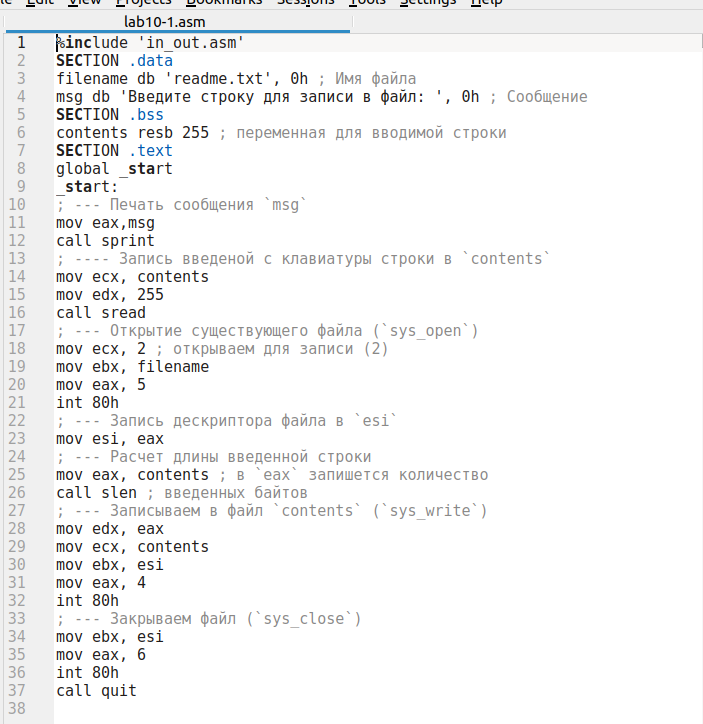 Edit View Projects Bookmarks Sessions Tools Settings Help
lab10-1.asm
1 %include 'in_out.asm'
2 SECTION .data
3 filename db 'readme.txt', 0h ; Имя файла
4 msg db 'Введите строку для записи в файл: ', 0h ; Сообщение
5 SECTION .bss
6 contents resb 255 ; переменная для вводимой строки
7 SECTION .text
8 global _start
9 _start:
10 ; --- Печать сообщения `msg`
11 mov eax,msg
12 call sprint
13 ; ---- Запись введеной с клавиатуры строки в `contents`
14 mov ecx, contents
15 mov edx, 255
16 call sread
17 ; --- Открытие существующего файла (`sys_open`)
18 mov ecx, 2 ; открываем для записи (2)
19 mov ebx, filename
20 mov eax, 5
21 int 80h
22 ; --- Запись дескриптора файла в `esi`
23 mov esi, eax
24 ; --- Расчет длины введенной строки
25 mov eax, contents ; в `eax` запишется количество
26 call slen ; введенных байтов
27 ; --- Записываем в файл `contents` (`sys_write`)
28 mov edx, eax
29 mov ecx, contents
30 mov ebx, esi
31 mov eax, 4
32 int 80h
33 ; --- Закрываем файл (`sys_close`)
34 mov ebx, esi
35 mov eax, 6
36 int 80h
37 call quit
38